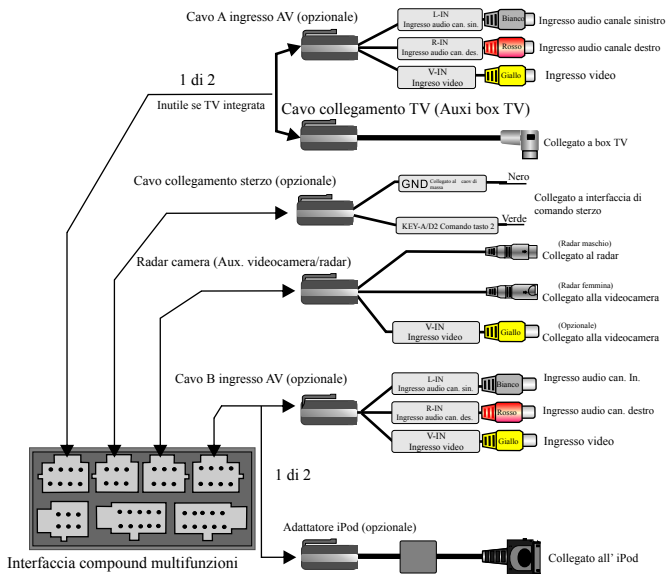 Cavo A ingresso AV (opzionale)
L-IN
Ingresso audio can. sin.
Bianco
Ingresso audio canale sinistro
R-IN
Ingresso audio can. des.
Rosso
Ingresso audio canale destro
V-IN
Ingreso video
Giallo
Ingresso video
1 di 2
Inutile se TV integrata
Cavo collegamento TV (Auxi box TV)
Collegato a box TV
Cavo collegamento sterzo (opzionale)
GND Collegato al cavo di
massa
Nero
Collegato a interfaccia di
comando sterzo
KEY-A/D2 Comando tasto 2
Verde
Radar camera (Aux. videocamera/radar)
(Radar maschio)
Collegato al radar
(Radar femmina)
Collegato alla videocamera
V-IN
Ingresso video
Giallo
(Opzionale)
Collegato alla videocamera
Cavo B ingresso AV (opzionale)
L-IN
Ingresso audio can. sin.
Bianco
Ingresso audio can. In.
R-IN
Ingresso audio can. des.
Rosso
Ingresso audio can. destro
V-IN
Ingresso video
Giallo
Ingresso video
1 di 2
Adattatore iPod (opzionale)
Collegato all' iPod
Interfaccia compound multifunzioni